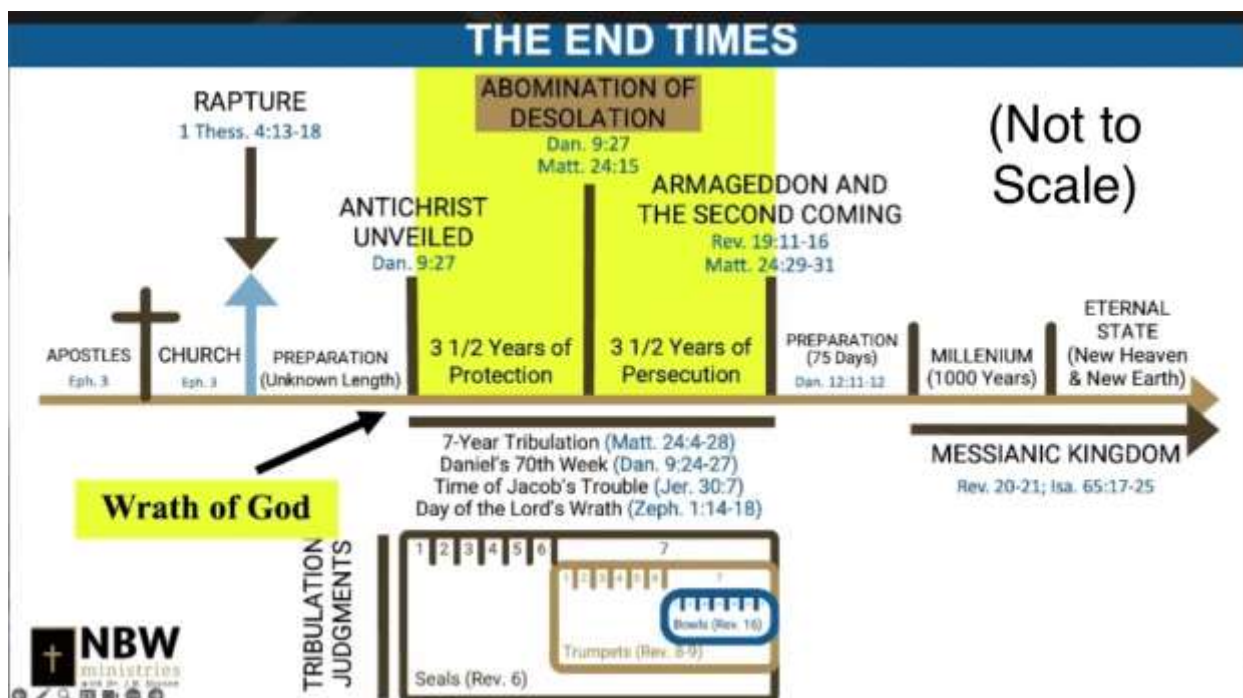 THE END TIMES
RAPTURE
1 Thess. 4:13-18
ABOMINATION OF
DESOLATION
Dan. 9:27
Matt. 24:15
(Not to
Scale)
ANTICHRIST
UNVEILED
Dan. 9:27
ARMAGEDDON AND
THE SECOND COMING
Rev. 19:11-16
Matt. 24:29-31
APOSTLES
Eph. 3
CHURCH
Eph. 3
PREPARATION
(Unknown Length)
3 1/2 Years of
Protection
3 1/2 Years of
Persecution
PREPARATION
(75 Days)
Dan. 12:11-12
MILLENIUM
(1000 Years)
ETERNAL
STATE
(New Heaven
& New Earth)
Wrath of God
7-Year Tribulation (Matt. 24:4-28)
Daniel's 70th Week (Dan. 9:24-27)
Time of Jacob's Trouble (Jer. 30:7)
Day of the Lord's Wrath (Zeph. 1:14-18)
MESSIANIC KINGDOM
Rev. 20-21; Isa. 65:17-25
TRIBULATION
JUDGMENTS
1 2 3 4 5 6 7
1 2 3 4 5 6 7
Bowls (Rev. 16)
Trumpets (Rev. 8-9)
Seals (Rev. 6)
NBW
ministries